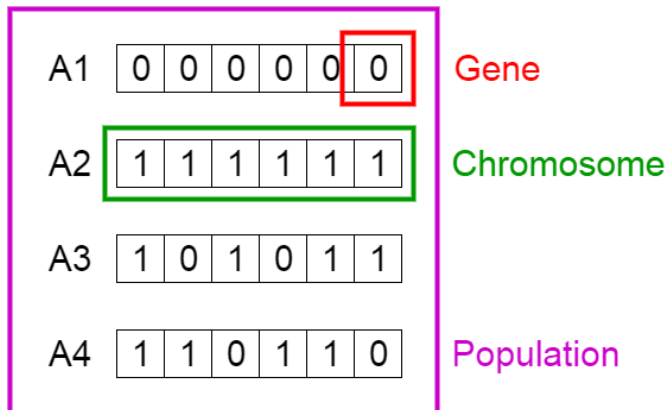 A1 0 0 0 0 0 0 Gene
A2 1 1 1 1 1 1 Chromosome
A3 1 0 1 0 1 1
A4 1 1 0 1 1 0 Population